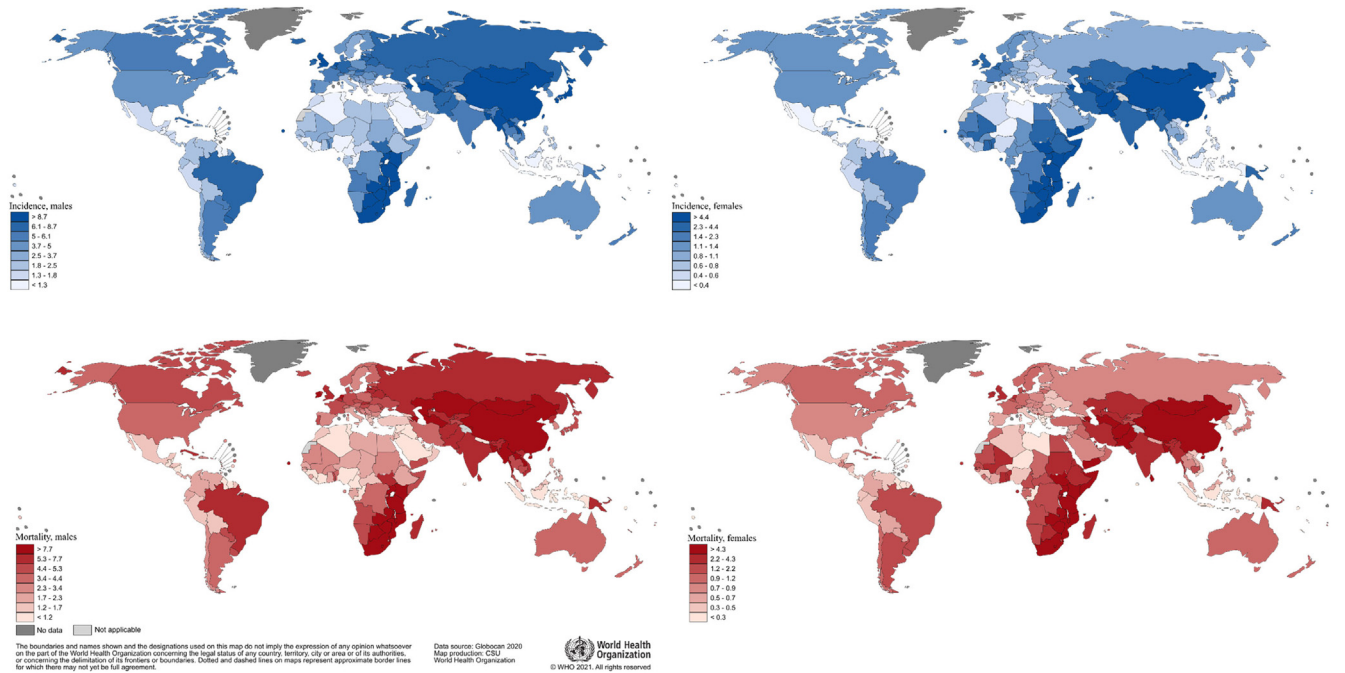 Incidence, males
> 8.7
6.1 - 8.7
5 - 6.1
3.7 - 5
2.5 - 3.7
1.8 - 2.5
1.3 - 1.8
< 1.3
Incidence, females
> 4.4
2.3 - 4.4
1.4 - 2.3
1.1 - 1.4
0.8 - 1.1
0.6 - 0.8
0.4 - 0.6
< 0.4
Mortality, males
> 7.7
5.3 - 7.7
4.4 - 5.3
3.4 - 4.4
2.3 - 3.4
1.7 - 2.3
1.2 - 1.7
< 1.2
No data
Not applicable
Mortality, females
> 4.3
2.2 - 4.3
1.2 - 2.2
0.9 - 1.2
0.7 - 0.9
0.5 - 0.7
0.3 - 0.5
< 0.3
The boundaries and names shown and the designations used on this map do not imply the expression of any opinion whatsoever
on the part of the World Health Organization concerning the legal status of any country, territory, city or area or of its authorities,
or concerning the delimitation of its frontiers or boundaries. Dotted and dashed lines on maps represent approximate border lines
for which there may not yet be full agreement.
Data source: Globocan 2020
Map production: CSU
World Health Organization
World Health
Organization
© WHO 2021. All rights reserved